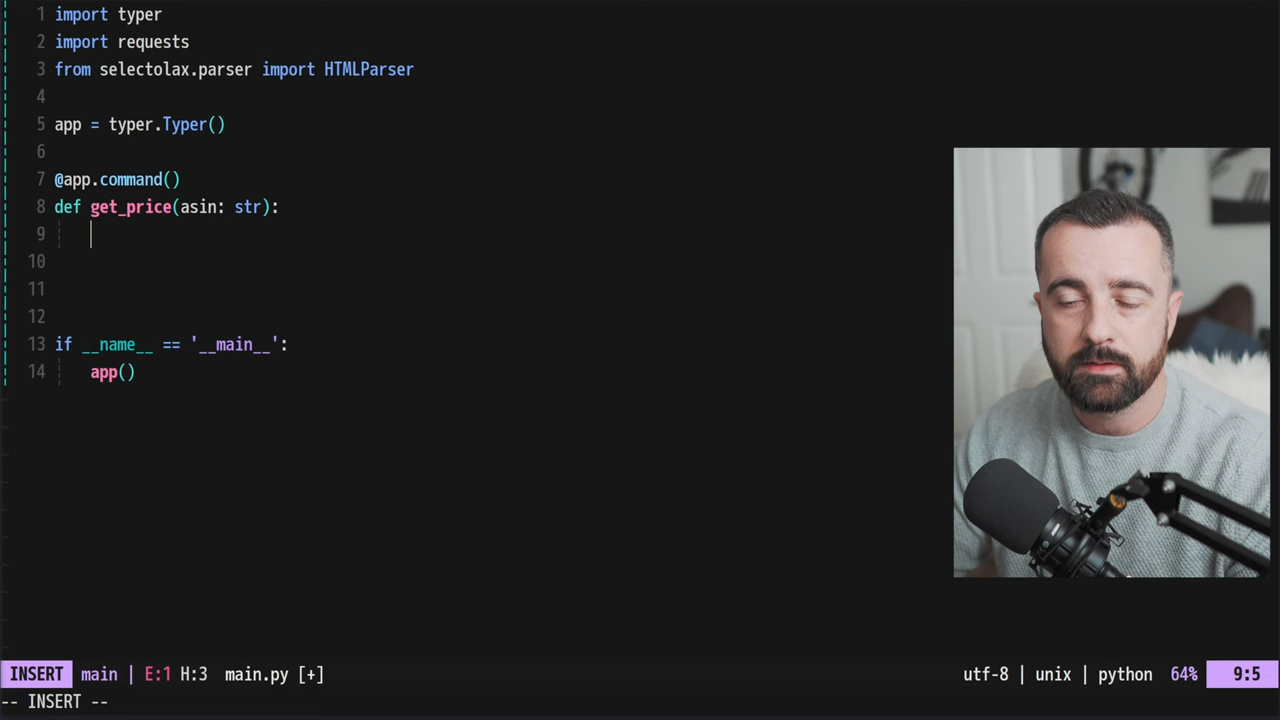 1 import typer
2 import requests
3 from selectolax.parser import HTMLParser
4
5 app = typer.Typer()
6
7 @app.command()
8 def get_price(asin: str):
9
10
11
12
13 if __name__ == '__main__':
14     app()
INSERT main | E:1 H:3 main.py [+] utf-8 | unix | python 64% 9:5
-- INSERT --